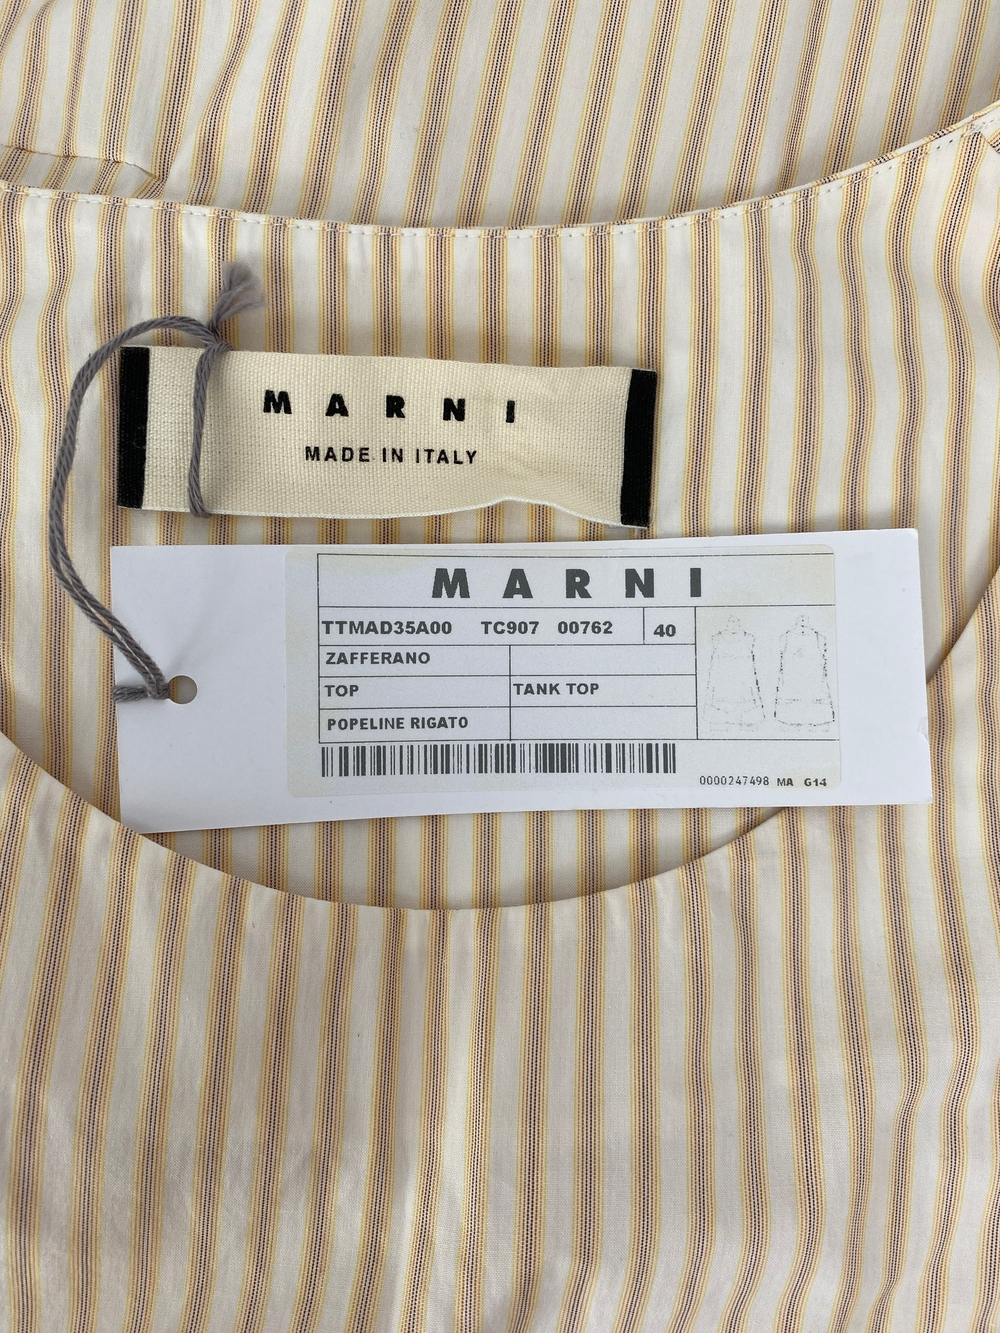 MARNI
MADE IN ITALY
MARNI
TTMAD35A00 TC907 00762 40
ZAFFERANO
TOP TANK TOP
POPELINE RIGATO
0000247498 MA G14